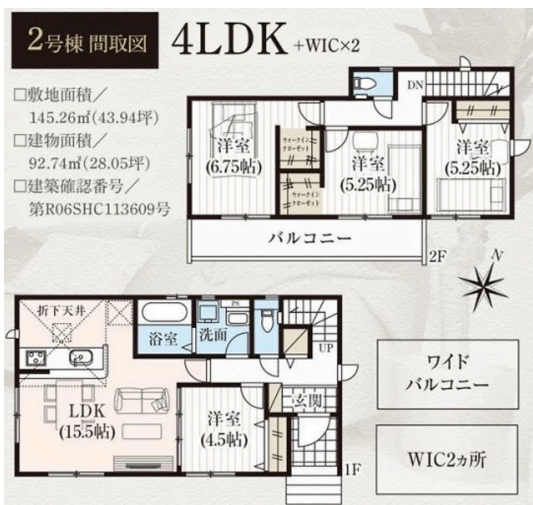 2号棟 間取図
4LDK +WIC×2
□敷地面積／
145.26㎡(43.94坪)
□建物面積／
92.74㎡(28.05坪)
□建築確認番号／
第R06SHC113609号
DN
洋室
(6.75帖)
ウォークイン
クローゼット
洋室
(5.25帖)
洋室
(5.25帖)
ウォークイン
クローゼット
バルコニー
2F
N
折下天井
浴室
洗面
PS
UP
LDK
(15.5帖)
洋室
(4.5帖)
玄関
1F
ワイド
バルコニー
WIC2ヵ所